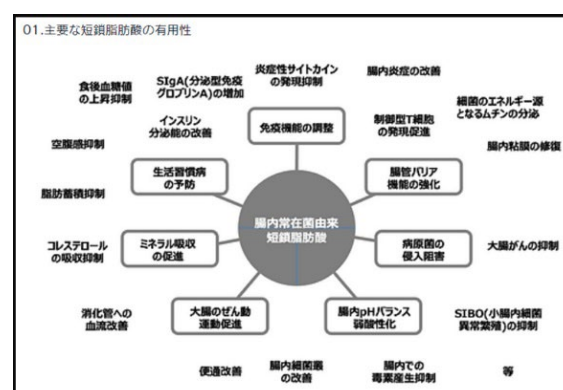 01.主要な短鎖脂肪酸の有用性
炎症性サイトカイン
の発現抑制
腸内炎症の改善
食後血糖値
の上昇抑制
SIgA(分泌型免疫
グロブリンA)の増加
細菌のエネルギー源
となるムチンの分泌
インスリン
分泌能の改善
免疫機能の調整
制御型T細胞
の発現促進
空腹感抑制
腸内粘膜の修復
生活習慣病
の予防
腸管バリア
機能の強化
脂肪蓄積抑制
腸内常在菌由来
短鎖脂肪酸
コレステロール
の吸収抑制
ミネラル吸収
の促進
病原菌の
侵入阻害
大腸がんの抑制
消化管への
血流改善
大腸のぜん動
運動促進
腸内pHバランス
弱酸性化
SIBO(小腸内細菌
異常繁殖)の抑制
便通改善
腸内細菌叢
の改善
腸内での
毒素産生抑制
等